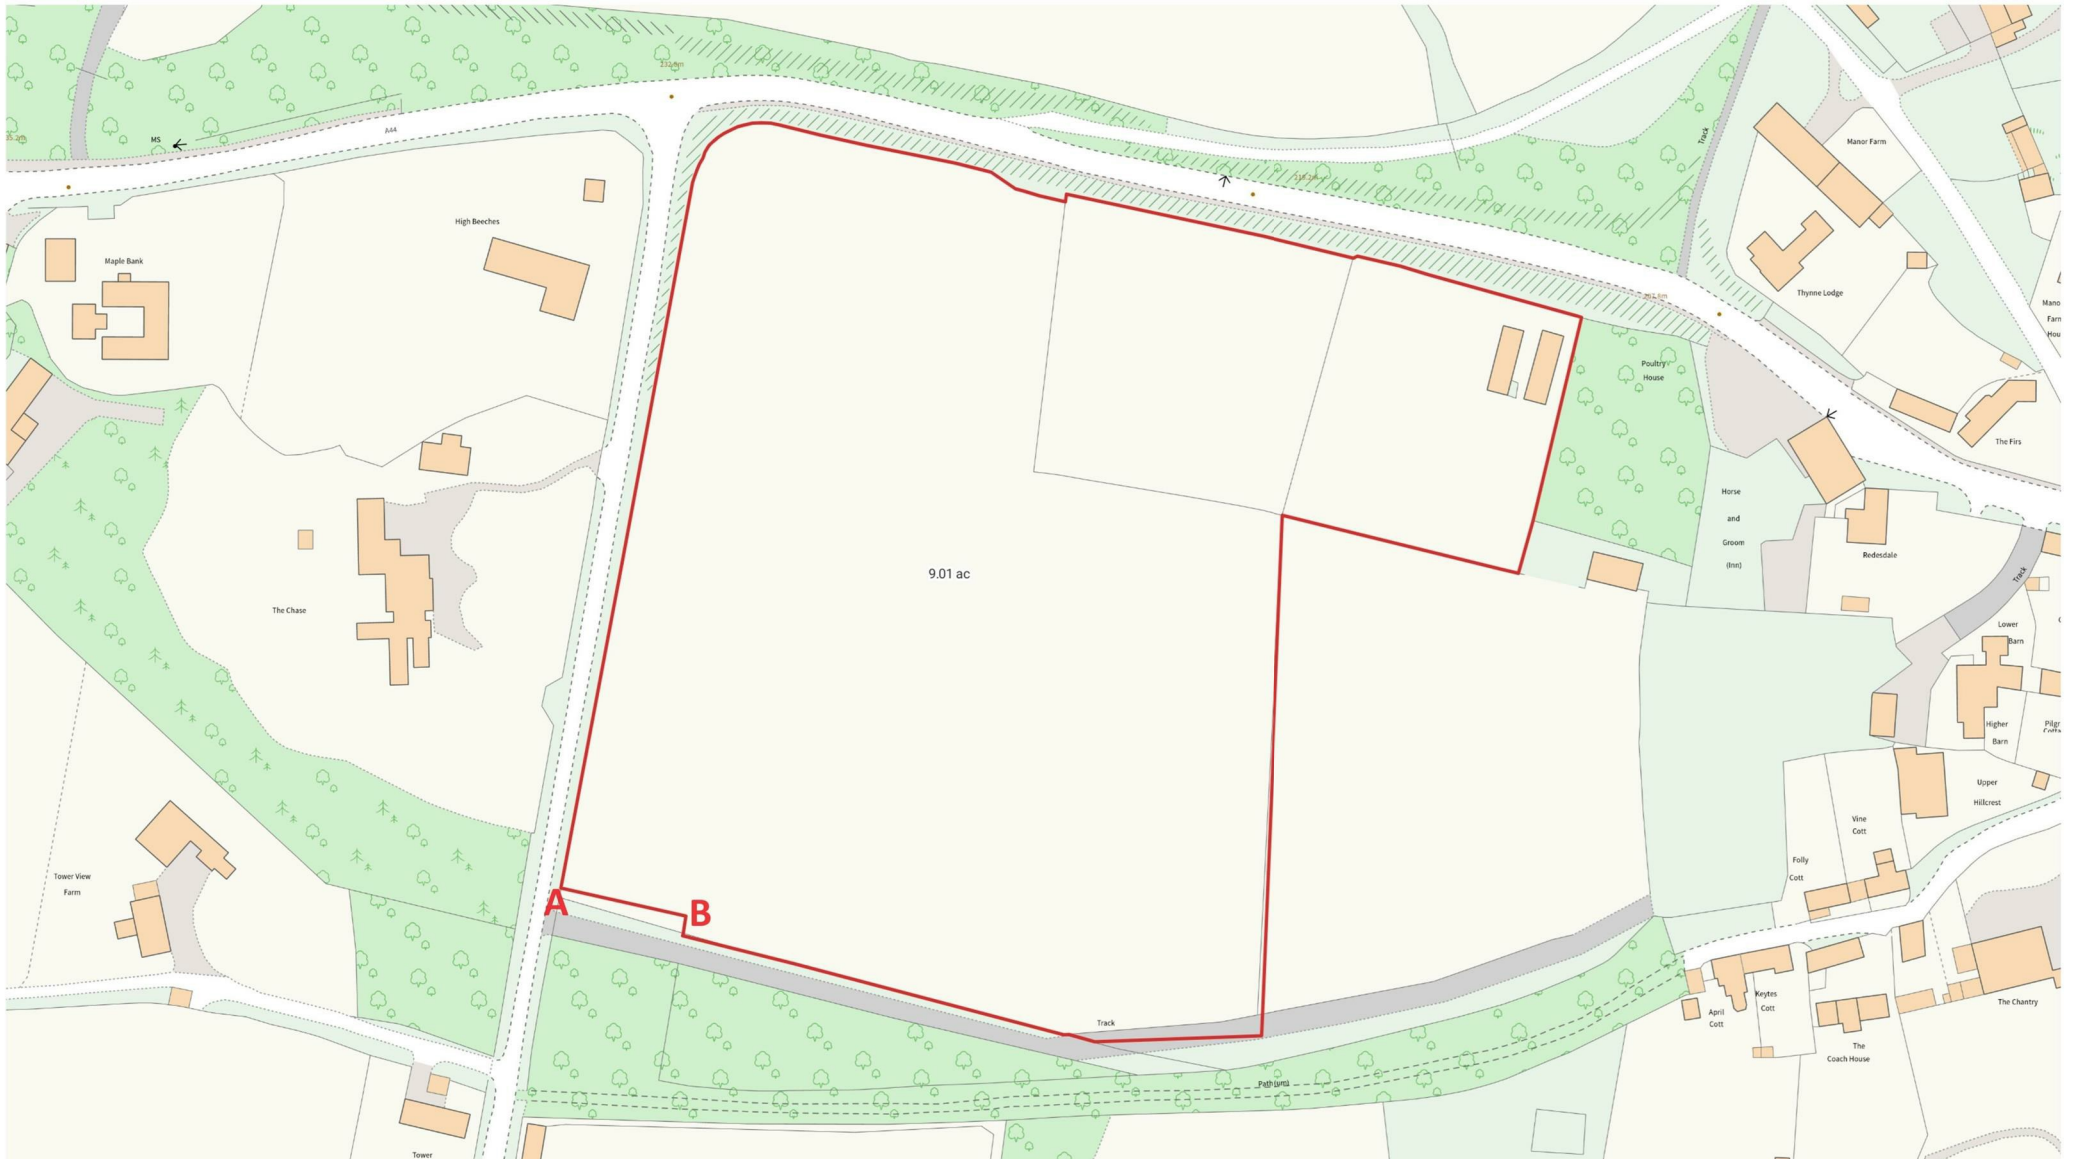 232.9m
MS
A44
Track
Manor Farm
High Beeches
Maple Bank
Thynne Lodge
Poultry
House
The Firs
Horse
and
Groom
(Inn)
Redesdale
9.01 ac
The Chase
Track
Lower
Barn
Higher
Barn
Upper
Hillcrest
Vine
Cott
Folly
Cott
Tower View
Farm
A
B
Track
Keytes
Cott
April
Cott
The Chantry
The
Coach House
Path (um)
Tower